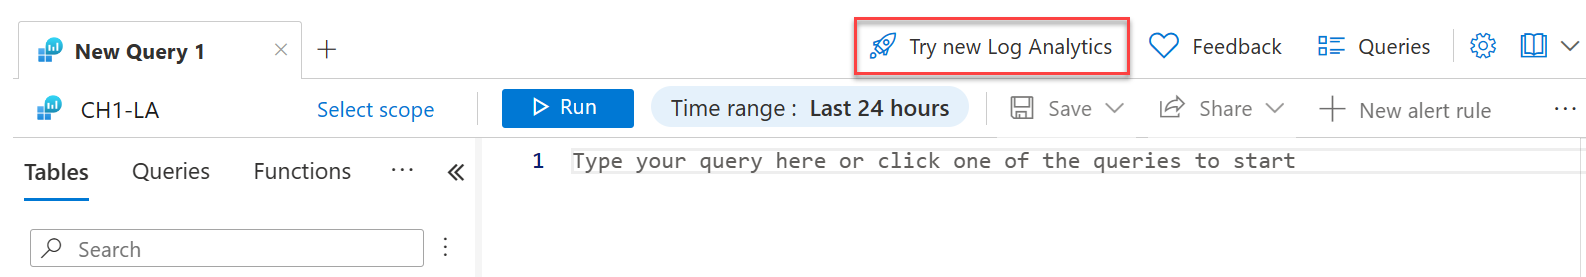 New Query 1
Try new Log Analytics
Feedback
Queries
CH1-LA
Select scope
Run
Time range : Last 24 hours
Save
Share
New alert rule
Tables
Queries
Functions
1 Type your query here or click one of the queries to start
Search